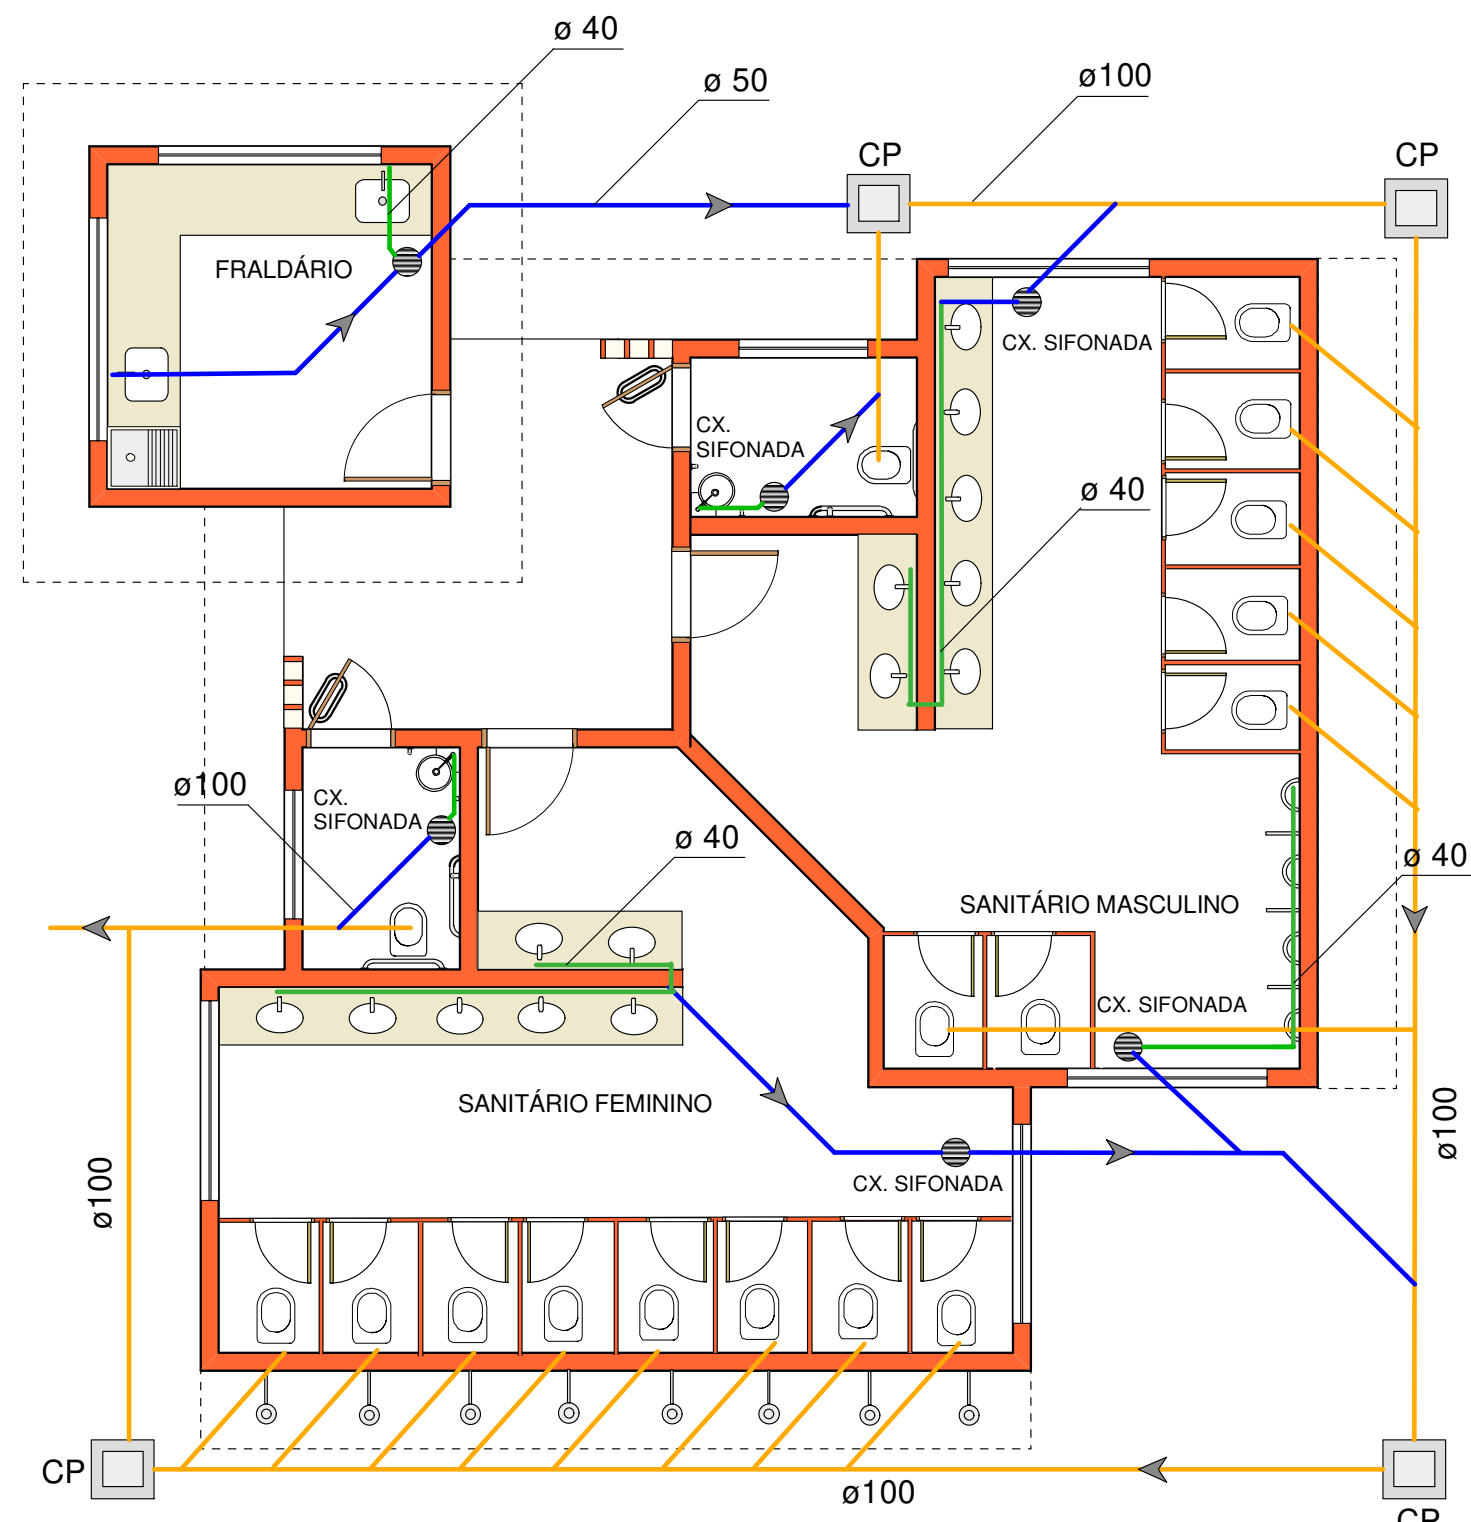 ø 40
ø 50
ø100
CP
CP
FRALDÁRIO
CX. SIFONADA
CX.
SIFONADA
ø 40
ø100
CX.
SIFONADA
ø 40
ø 40
SANITÁRIO MASCULINO
CX. SIFONADA
SANITÁRIO FEMININO
ø100
ø100
CX. SIFONADA
CP
ø100
CP